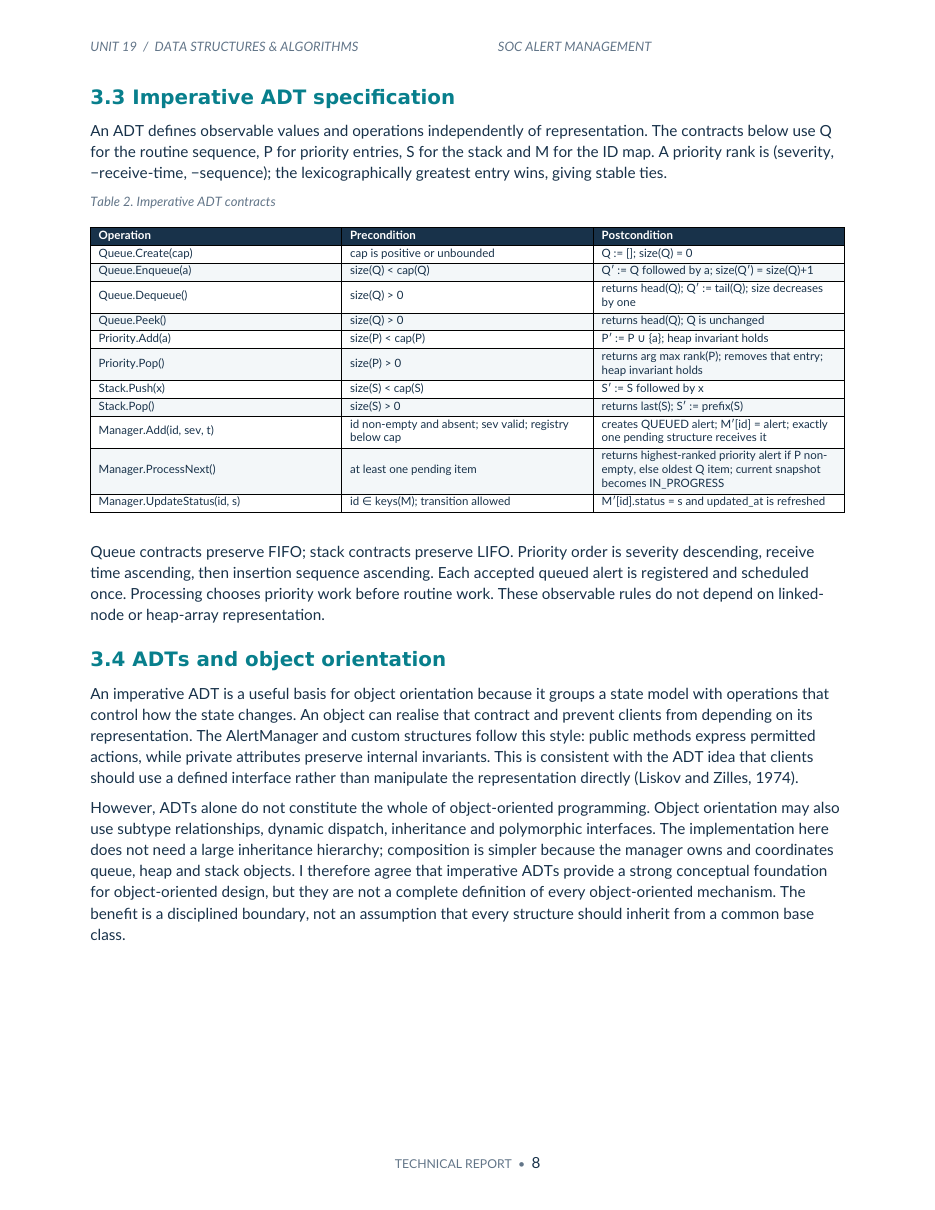 UNIT 19 / DATA STRUCTURES & ALGORITHMS SOC ALERT MANAGEMENT
3.3 Imperative ADT specification
An ADT defines observable values and operations independently of representation. The contracts below use Q
for the routine sequence, P for priority entries, S for the stack and M for the ID map. A priority rank is (severity,
−receive-time, −sequence); the lexicographically greatest entry wins, giving stable ties.
Table 2. Imperative ADT contracts
Operation Precondition Postcondition
Queue.Create(cap) cap is positive or unbounded Q := []; size(Q) = 0
Queue.Enqueue(a) size(Q) < cap(Q) Q′ := Q followed by a; size(Q′) = size(Q)+1
Queue.Dequeue() size(Q) > 0 returns head(Q); Q′ := tail(Q); size decreases
by one
Queue.Peek() size(Q) > 0 returns head(Q); Q is unchanged
Priority.Add(a) size(P) < cap(P) P′ := P ∪ {a}; heap invariant holds
Priority.Pop() size(P) > 0 returns arg max rank(P); removes that entry;
heap invariant holds
Stack.Push(x) size(S) < cap(S) S′ := S followed by x
Stack.Pop() size(S) > 0 returns last(S); S′ := prefix(S)
Manager.Add(id, sev, t) id non-empty and absent; sev valid; registry
below cap creates QUEUED alert; M′[id] = alert; exactly
one pending structure receives it
Manager.ProcessNext() at least one pending item returns highest-ranked priority alert if P non-
empty, else oldest Q item; current snapshot
becomes IN_PROGRESS
Manager.UpdateStatus(id, s) id ∈ keys(M); transition allowed M′[id].status = s and updated_at is refreshed
Queue contracts preserve FIFO; stack contracts preserve LIFO. Priority order is severity descending, receive
time ascending, then insertion sequence ascending. Each accepted queued alert is registered and scheduled
once. Processing chooses priority work before routine work. These observable rules do not depend on linked-
node or heap-array representation.
3.4 ADTs and object orientation
An imperative ADT is a useful basis for object orientation because it groups a state model with operations that
control how the state changes. An object can realise that contract and prevent clients from depending on its
representation. The AlertManager and custom structures follow this style: public methods express permitted
actions, while private attributes preserve internal invariants. This is consistent with the ADT idea that clients
should use a defined interface rather than manipulate the representation directly (Liskov and Zilles, 1974).
However, ADTs alone do not constitute the whole of object-oriented programming. Object orientation may also
use subtype relationships, dynamic dispatch, inheritance and polymorphic interfaces. The implementation here
does not need a large inheritance hierarchy; composition is simpler because the manager owns and coordinates
queue, heap and stack objects. I therefore agree that imperative ADTs provide a strong conceptual foundation
for object-oriented design, but they are not a complete definition of every object-oriented mechanism. The
benefit is a disciplined boundary, not an assumption that every structure should inherit from a common base
class.
TECHNICAL REPORT • 8